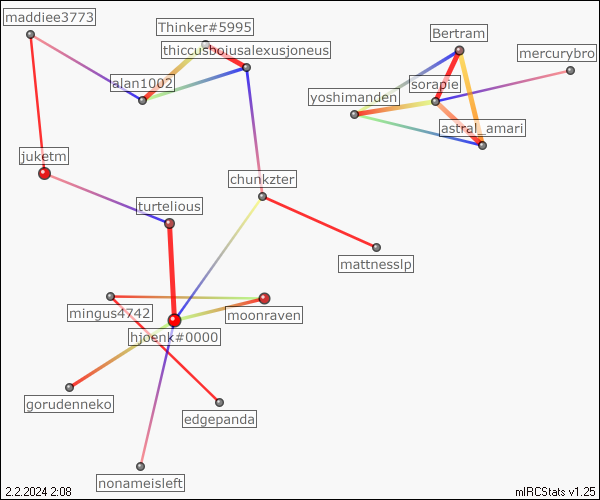 maddiee3773
Thinker#5995
thiccusboiusalexusjoneus
Bertram
mercurybro
alan1002
sorapie
yoshimanden
astral_amari
juketm
chunkzter
turtelious
mattnesslp
mingus4742
moonraven
hjoenk#0000
gorudenneko
edgepanda
nonameisleft
2.2.2024 2:08
mIRCStats v1.25